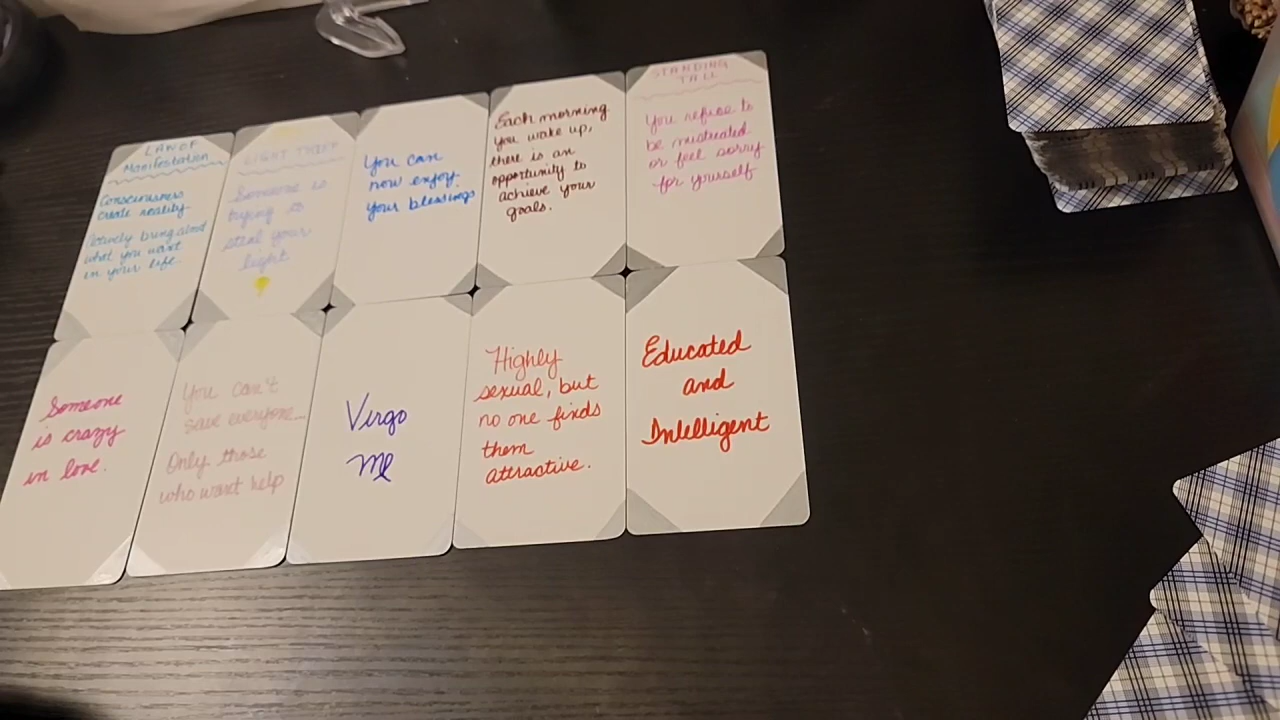 LAW OF
Manifestation
Consciousness
create reality
Actively bring about
what you want
in your life.
LIGHT THIEF
Someone is
trying to
steal your
light
You can
now enjoy
your blessings
Each morning
you wake up,
there is an
opportunity to
achieve your
goals.
STANDING
TALL
You refuse to
be mistreated
or feel sorry
for yourself
Someone
is crazy
in love.
You can't
save everyone...
Only those
who want help
Virgo
♍
Highly
sexual, but
no one finds
them
attractive.
Educated
and
Intelligent